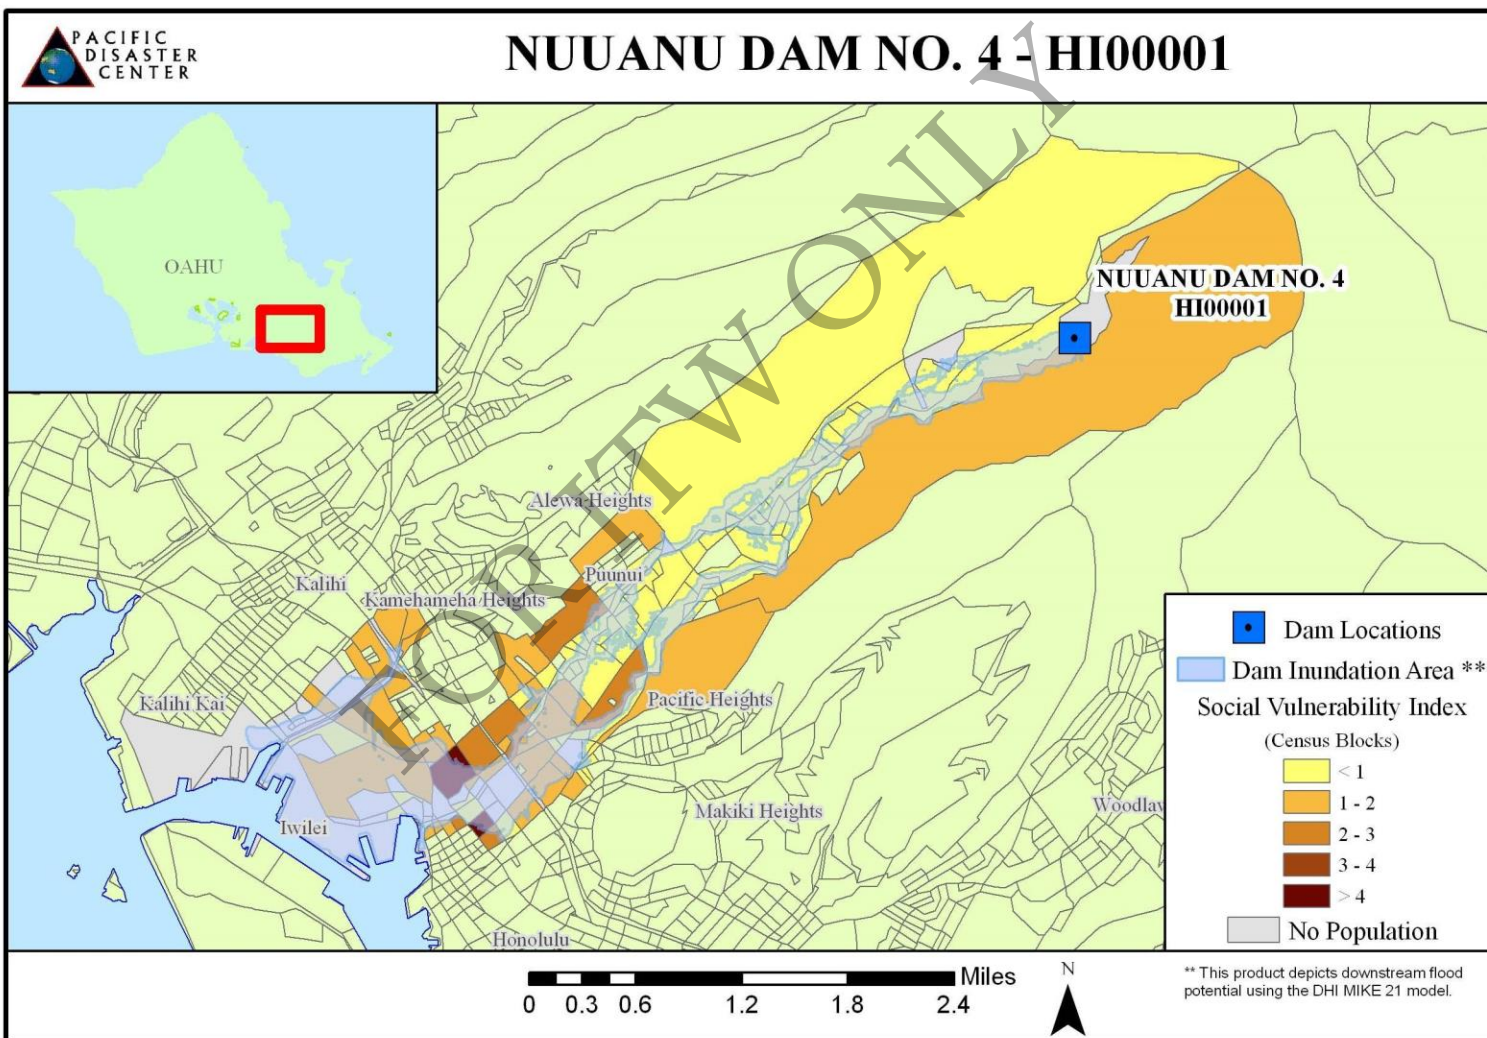 PACIFIC
DISASTER
CENTER
NUUANU DAM NO. 4 - HI00001
FOR ITW ONLY
OAHU
NUUANU DAM NO. 4
HI00001
Alewa Heights
Puunui
Kalihi
Kamehameha Heights
Kalihi Kai
Pacific Heights
Makiki Heights
Woodlaw
Iwilei
Honolulu
Dam Locations
Dam Inundation Area **
Social Vulnerability Index
(Census Blocks)
< 1
1 - 2
2 - 3
3 - 4
> 4
No Population
Miles
0 0.3 0.6 1.2 1.8 2.4
N
** This product depicts downstream flood
potential using the DHI MIKE 21 model.